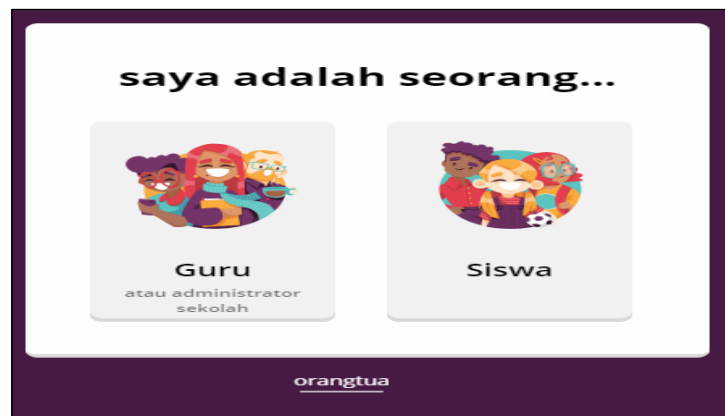 saya adalah seorang...
Guru
atau administrator
sekolah
Siswa
orangtua